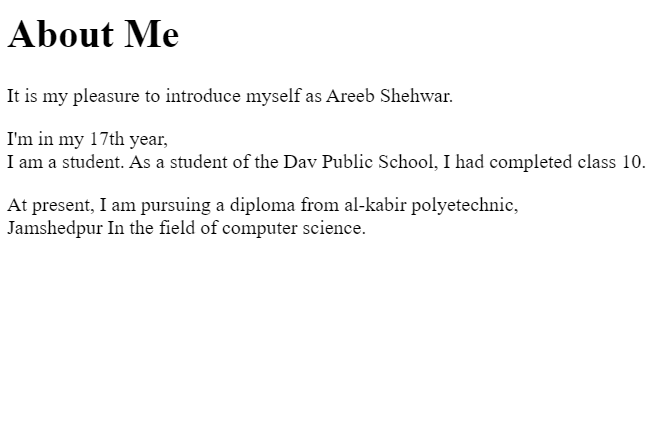 About Me
It is my pleasure to introduce myself as Areeb Shehwar.
I'm in my 17th year,
I am a student. As a student of the Dav Public School, I had completed class 10.
At present, I am pursuing a diploma from al-kabir polyetechnic,
Jamshedpur In the field of computer science.